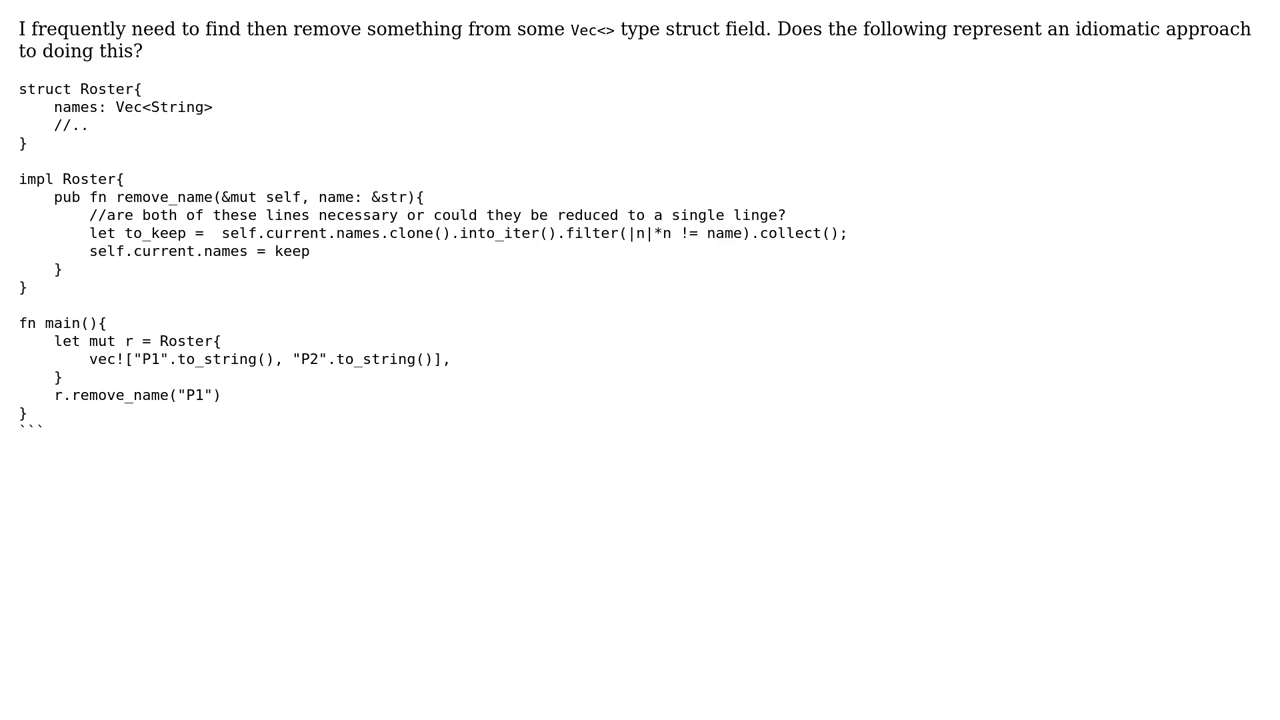 I frequently need to find then remove something from some Vec<> type struct field. Does the following represent an idiomatic approach
to doing this?
struct Roster{
    names: Vec<String>
    //..
}
impl Roster{
    pub fn remove_name(&mut self, name: &str){
        //are both of these lines necessary or could they be reduced to a single linge?
        let to_keep =  self.current.names.clone().into_iter().filter(|n|*n != name).collect();
        self.current.names = keep
    }
}
fn main(){
    let mut r = Roster{
        vec!["P1".to_string(), "P2".to_string()],
    }
    r.remove_name("P1")
}
```